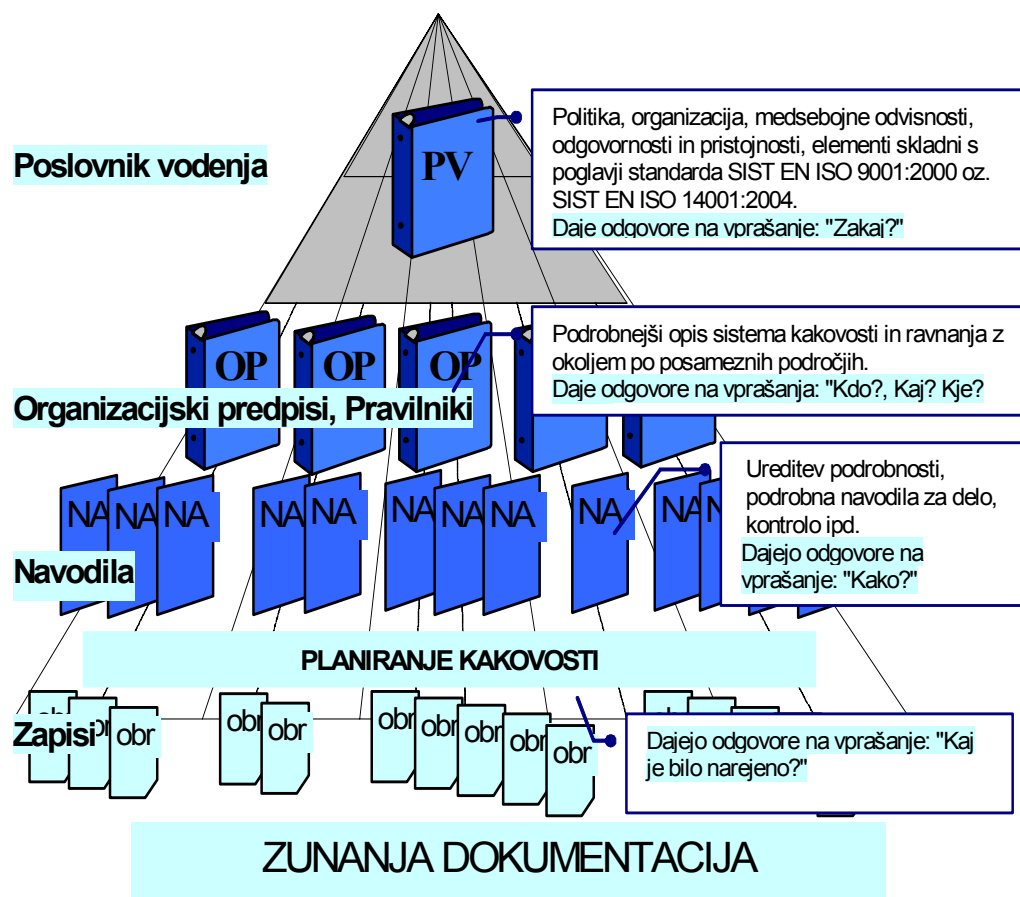 Poslovnik vodenja
PV
Politika, organizacija, medsebojne odvisnosti,
odgovornosti in pristojnosti, elementi skladni s
poglavji standarda SIST EN ISO 9001:2000 oz.
SIST EN ISO 14001:2004.
Daje odgovore na vprašanje: "Zakaj?"
OP
OP
OP
Podrobnejši opis sistema kakovosti in ravnanja z
okoljem po posameznih področjih.
Daje odgovore na vprašanja: "Kdo?, Kaj? Kje?
Organizacijski predpisi, Pravilniki
NA
NA
NA
NA
NA
NA
NA
NA
NA
NA
Ureditev podrobnosti,
podrobna navodila za delo,
kontrolo ipd.
Dajejo odgovore na
vprašanje: "Kako?"
Navodila
PLANIRANJE KAKOVOSTI
Zapisi
obr
obr
obr
obr
obr
obr
obr
obr
Dajejo odgovore na vprašanje: "Kaj
je bilo narejeno?"
ZUNANJA DOKUMENTACIJA